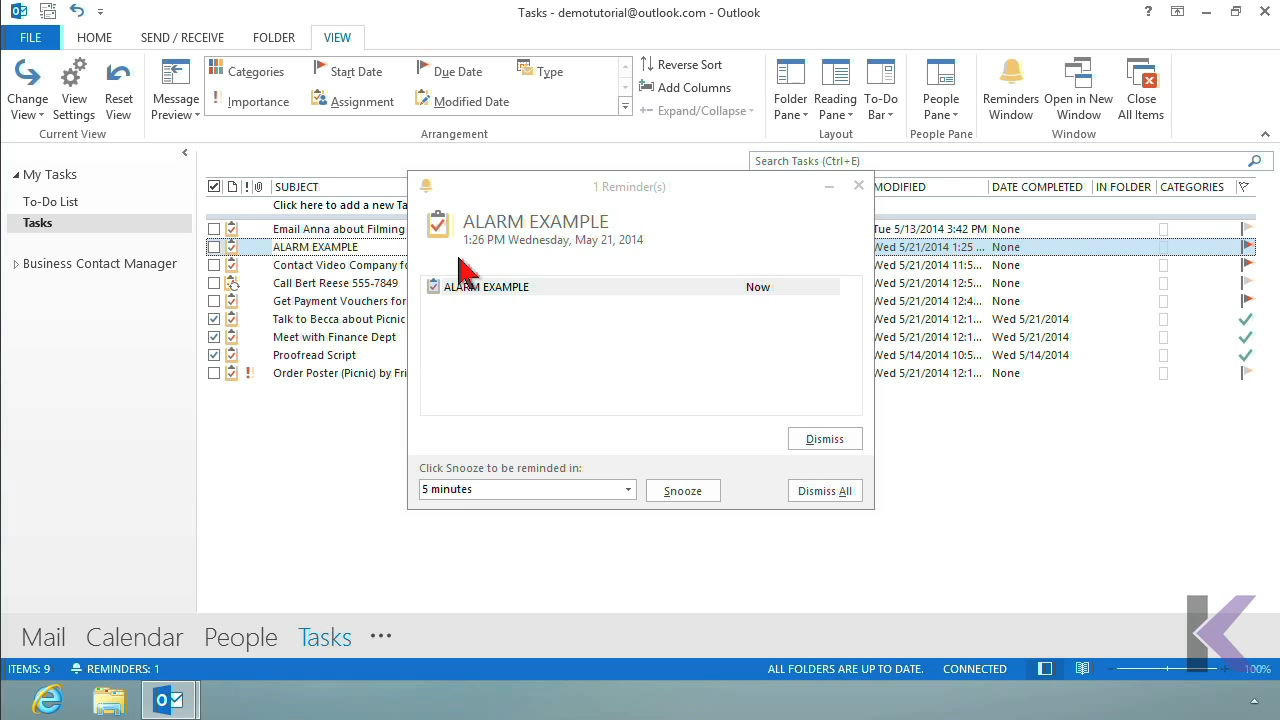 Tasks - demotutorial@outlook.com - Outlook
?
FILE
HOME
SEND / RECEIVE
FOLDER
VIEW
Change View
View Settings
Reset View
Current View
Message Preview
Categories
Start Date
Due Date
Type
Importance
Assignment
Modified Date
Arrangement
Reverse Sort
Add Columns
Expand/Collapse
Folder Pane
Reading Pane
To-Do Bar
Layout
People Pane
People Pane
Reminders Window
Open in New Window
Close All Items
Window
My Tasks
To-Do List
Tasks
Business Contact Manager
Search Tasks (Ctrl+E)
SUBJECT
MODIFIED
DATE COMPLETED
IN FOLDER
CATEGORIES
Click here to add a new Ta
Email Anna about Filming
Tue 5/13/2014 3:42 PM
None
ALARM EXAMPLE
Wed 5/21/2014 1:25 ...
None
Contact Video Company fo
Wed 5/21/2014 11:5...
None
Call Bert Reese 555-7849
Wed 5/21/2014 12:5...
None
Get Payment Vouchers for
Wed 5/21/2014 12:4...
None
Talk to Becca about Picnic
Wed 5/21/2014 12:1...
Wed 5/21/2014
Meet with Finance Dept
Wed 5/21/2014 12:1...
Wed 5/21/2014
Proofread Script
Wed 5/14/2014 10:5...
Wed 5/14/2014
Order Poster (Picnic) by Fri
Wed 5/21/2014 12:1...
None
1 Reminder(s)
ALARM EXAMPLE
1:26 PM Wednesday, May 21, 2014
ALARM EXAMPLE
Now
Dismiss
Click Snooze to be reminded in:
5 minutes
Snooze
Dismiss All
Mail
Calendar
People
Tasks
•••
K
ITEMS: 9
REMINDERS: 1
ALL FOLDERS ARE UP TO DATE.
CONNECTED
100%